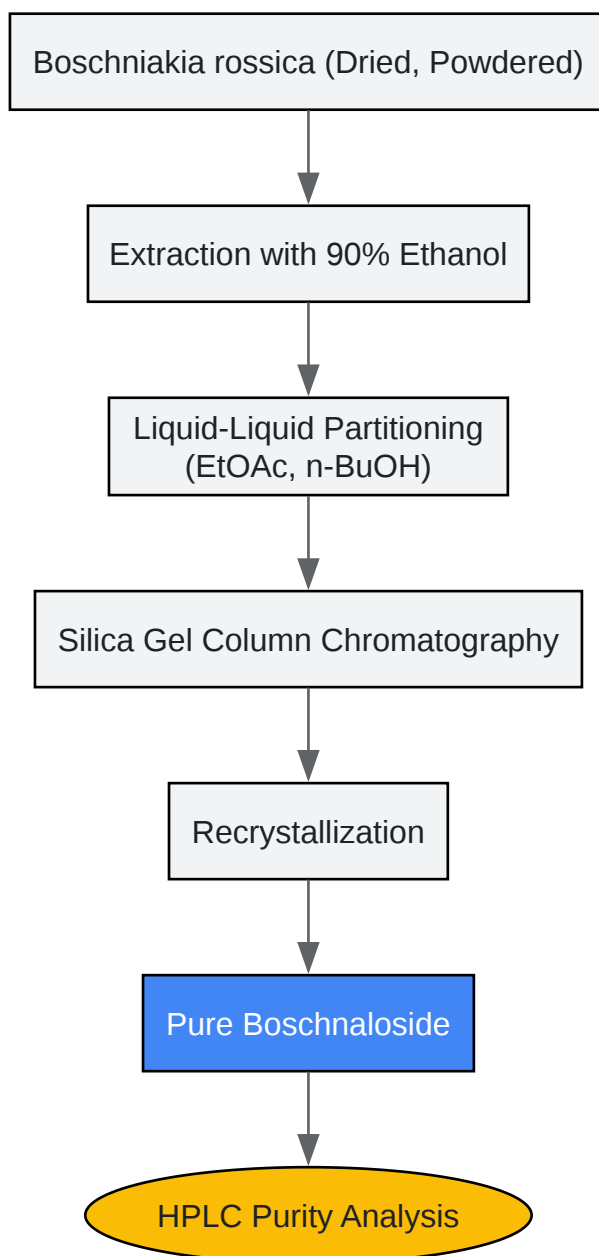 Boschniakia rossica (Dried, Powdered)
Extraction with 90% Ethanol
Liquid-Liquid Partitioning
(EtOAc, n-BuOH)
Silica Gel Column Chromatography
Recrystallization
Pure Boschnaloside
HPLC Purity Analysis